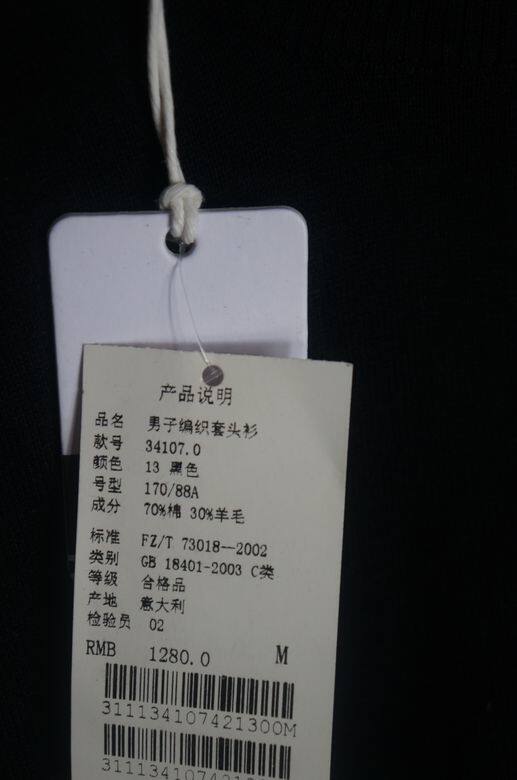 产品说明
品名 男子编织套头衫
款号 34107.0
颜色 13 黑色
号型 170/88A
成分 70%棉 30%羊毛
标准 FZ/T 73018--2002
类别 GB 18401-2003 C类
等级 合格品
产地 意大利
检验员 02
RMB 1280.0 M
311134107421300M